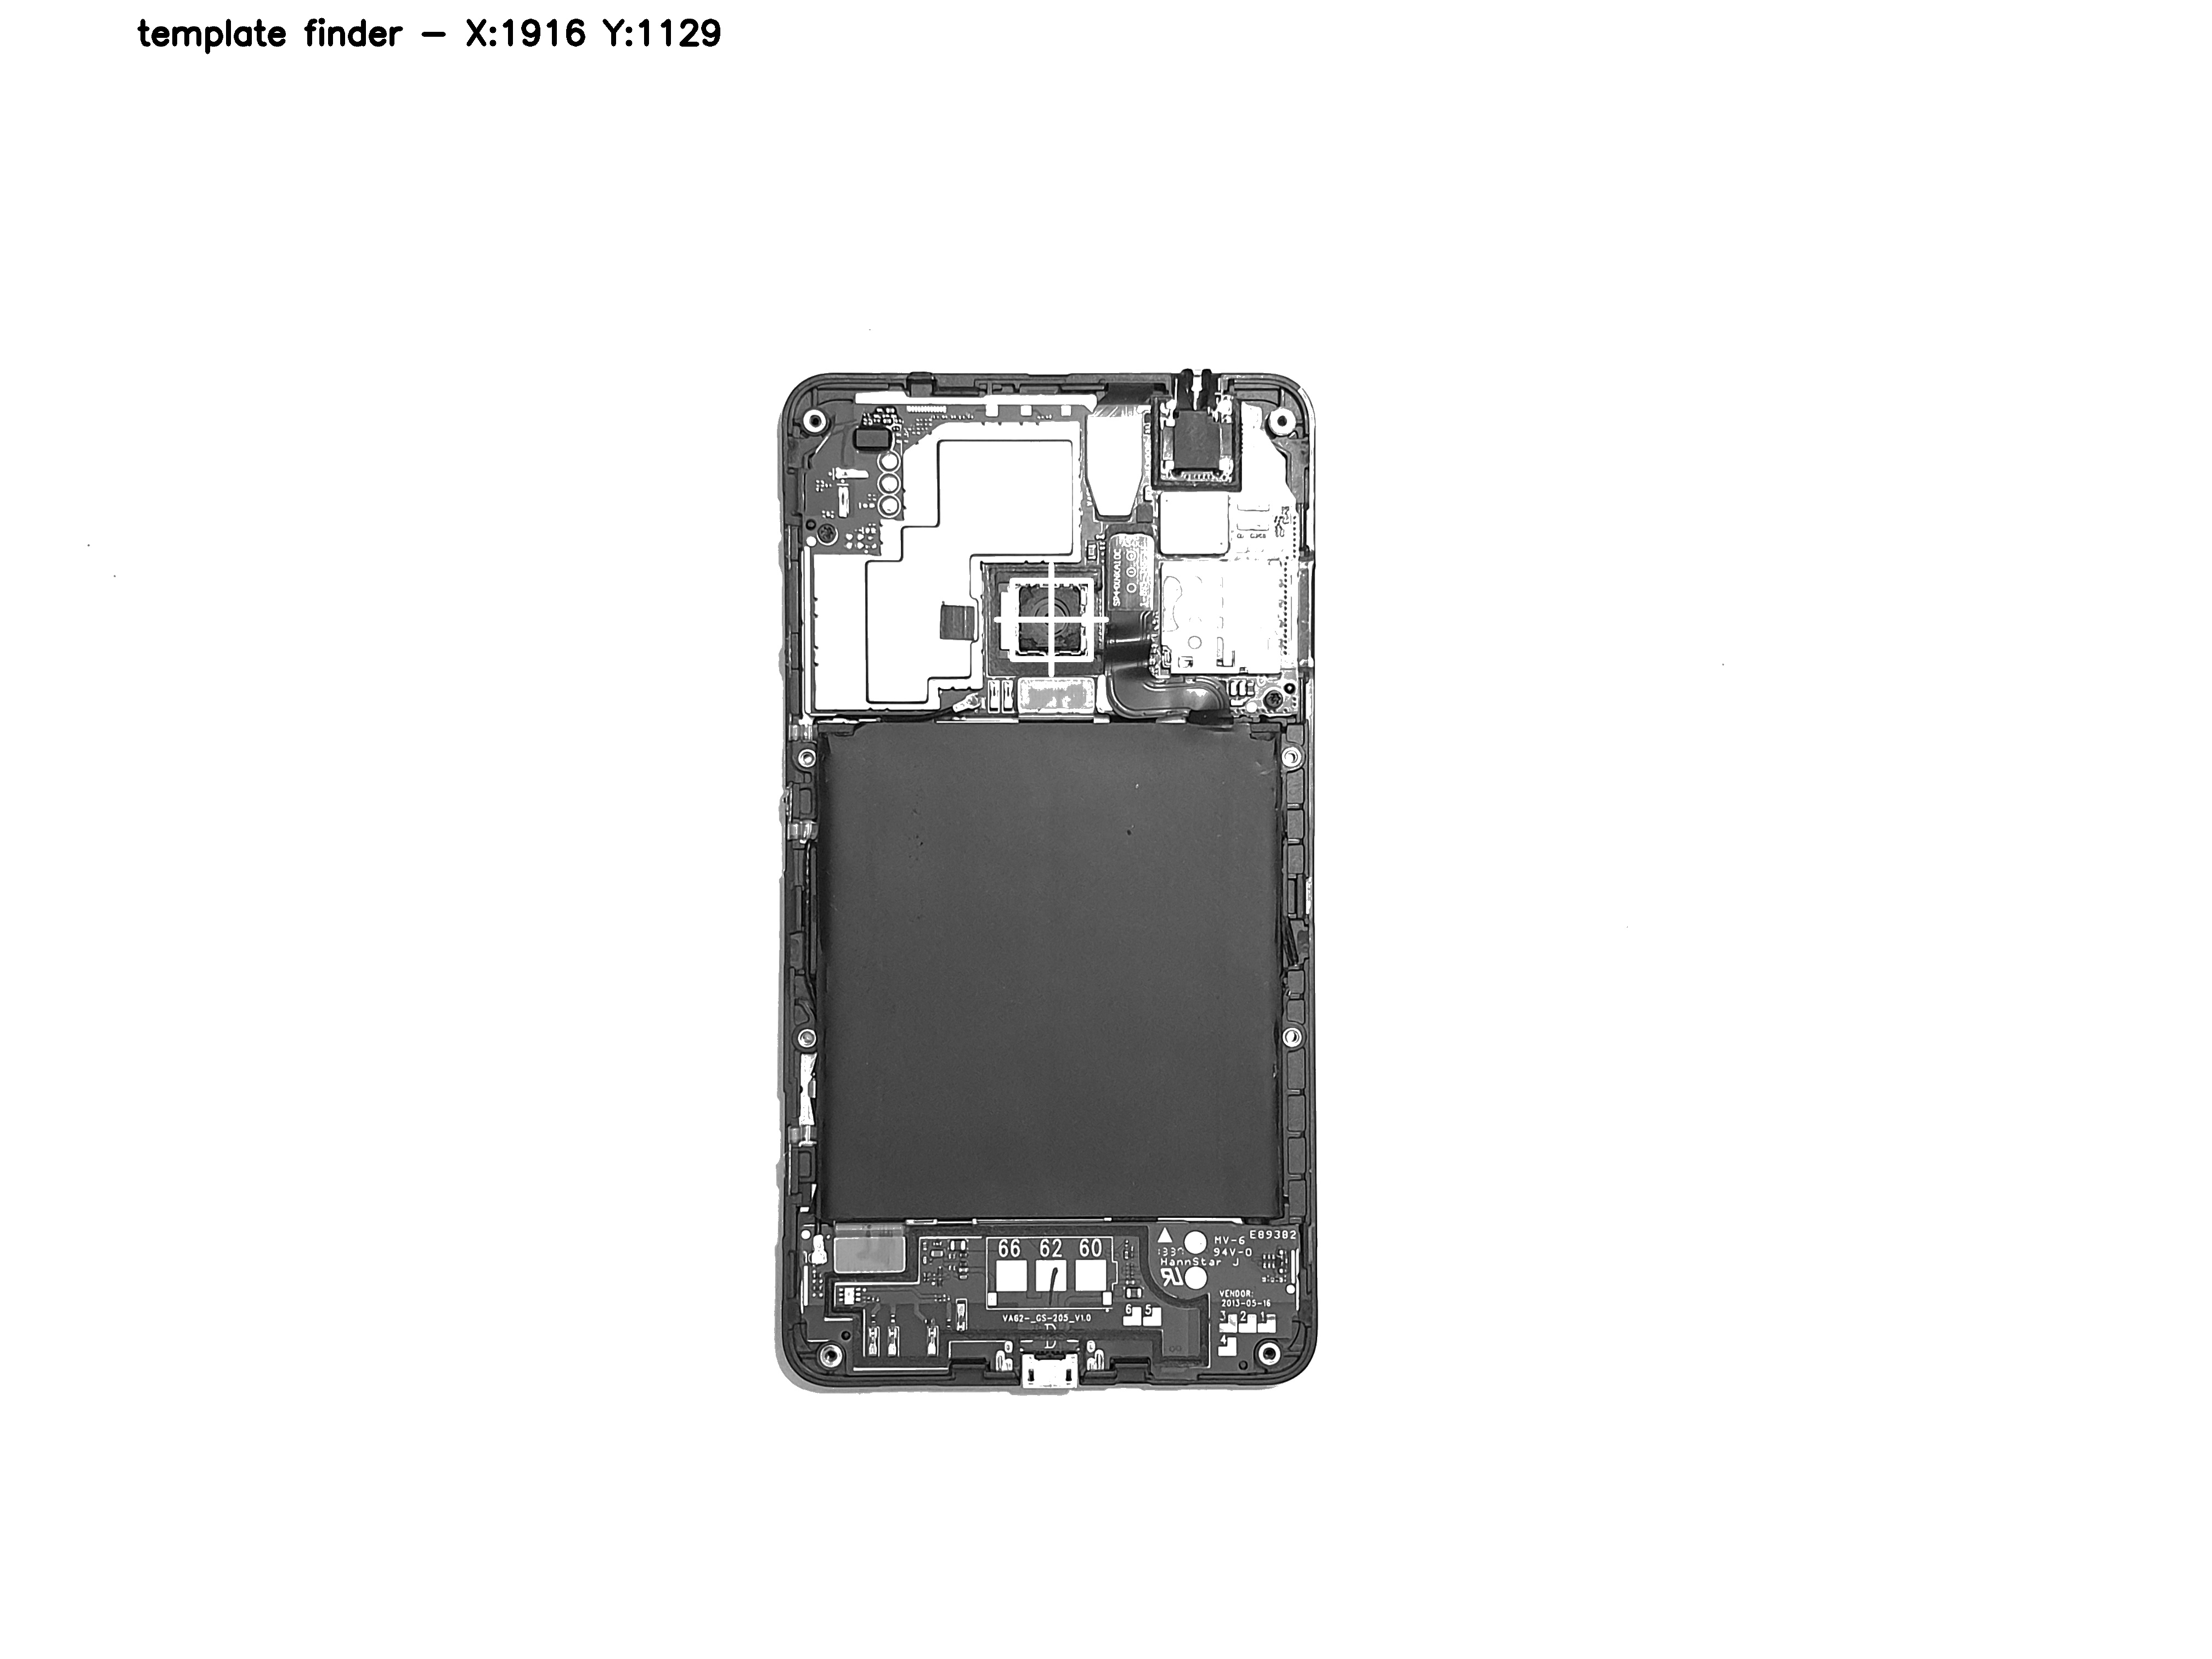 template finder - X:1916 Y:1129
66 62 60
E89382
MV-6
94V-0
HannStar J
VENDOR:
2013-05-16
6 5
3 2 1
4
VA62-_GS-205_V1.0
D